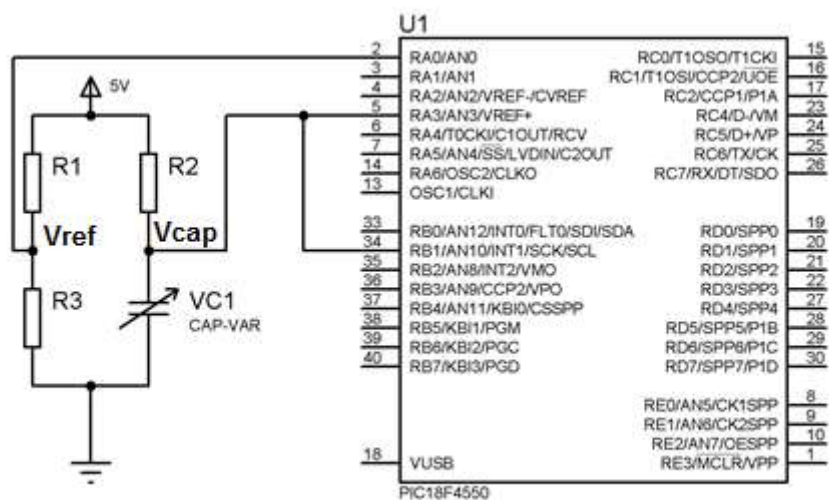 U1
2 RA0/AN0
3 RA1/AN1
4 RA2/AN2/VREF-/CVREF
5 RA3/AN3/VREF+
6 RA4/T0CKI/C1OUT/RCV
7 RA5/AN4/SS/LVDIN/C2OUT
14 RA6/OSC2/CLKO
13 OSC1/CLKI
33 RB0/AN12/INT0/FLT0/SDI/SDA
34 RB1/AN10/INT1/SCK/SCL
35 RB2/AN8/INT2/VMO
36 RB3/AN9/CCP2/VPO
37 RB4/AN11/KBI0/CSSPP
38 RB5/KBI1/PGM
39 RB6/KBI2/PGC
40 RB7/KBI3/PGD
18 VUSB
RC0/T1OSO/T1CKI 15
RC1/T1OSI/CCP2/UOE 16
RC2/CCP1/P1A 17
RC4/D-/VM 23
RC5/D+/VP 24
RC6/TX/CK 25
RC7/RX/DT/SDO 26
RD0/SPP0 19
RD1/SPP1 20
RD2/SPP2 21
RD3/SPP3 22
RD4/SPP4 27
RD5/SPP5/P1B 28
RD6/SPP6/P1C 29
RD7/SPP7/P1D 30
RE0/AN5/CK1SPP 8
RE1/AN6/CK2SPP 9
RE2/AN7/OESPP 10
RE3/MCLR/VPP 1
PIC18F4550
5V
R1
R2
Vref
Vcap
R3
VC1
CAP-VAR